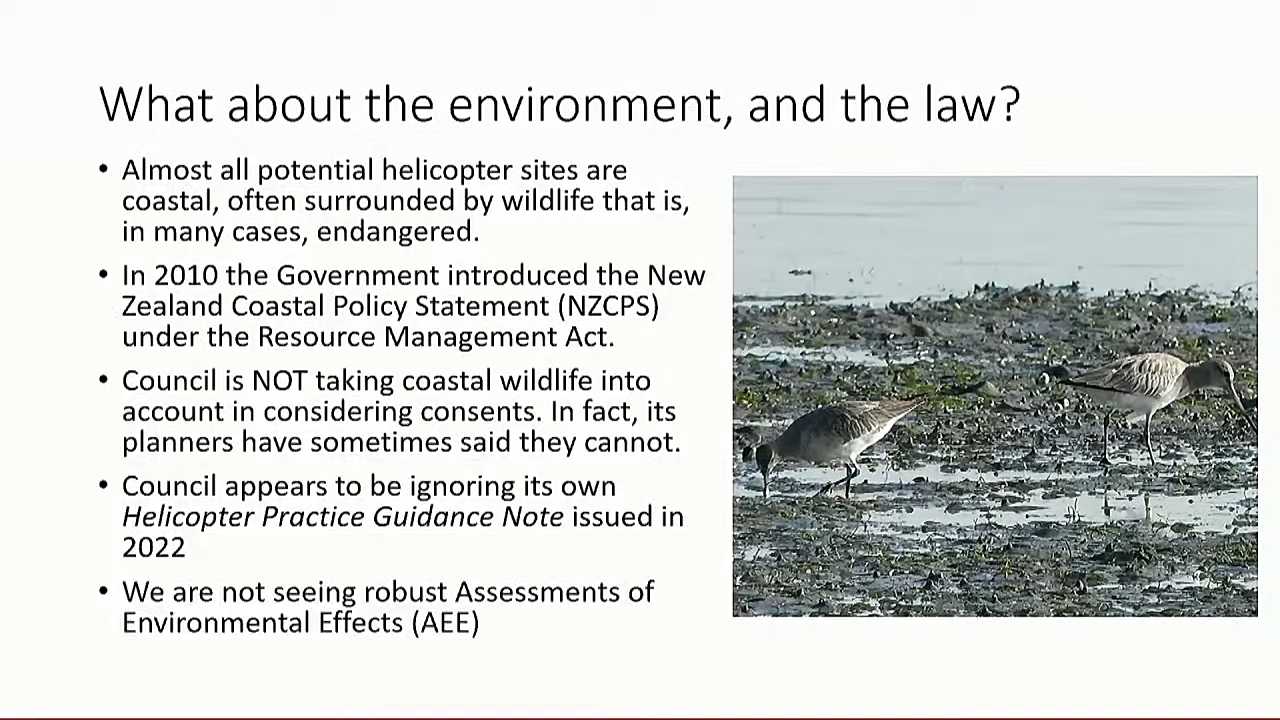 What about the environment, and the law?
• Almost all potential helicopter sites are
coastal, often surrounded by wildlife that is,
in many cases, endangered.
• In 2010 the Government introduced the New
Zealand Coastal Policy Statement (NZCPS)
under the Resource Management Act.
• Council is NOT taking coastal wildlife into
account in considering consents. In fact, its
planners have sometimes said they cannot.
• Council appears to be ignoring its own
Helicopter Practice Guidance Note issued in
2022
• We are not seeing robust Assessments of
Environmental Effects (AEE)